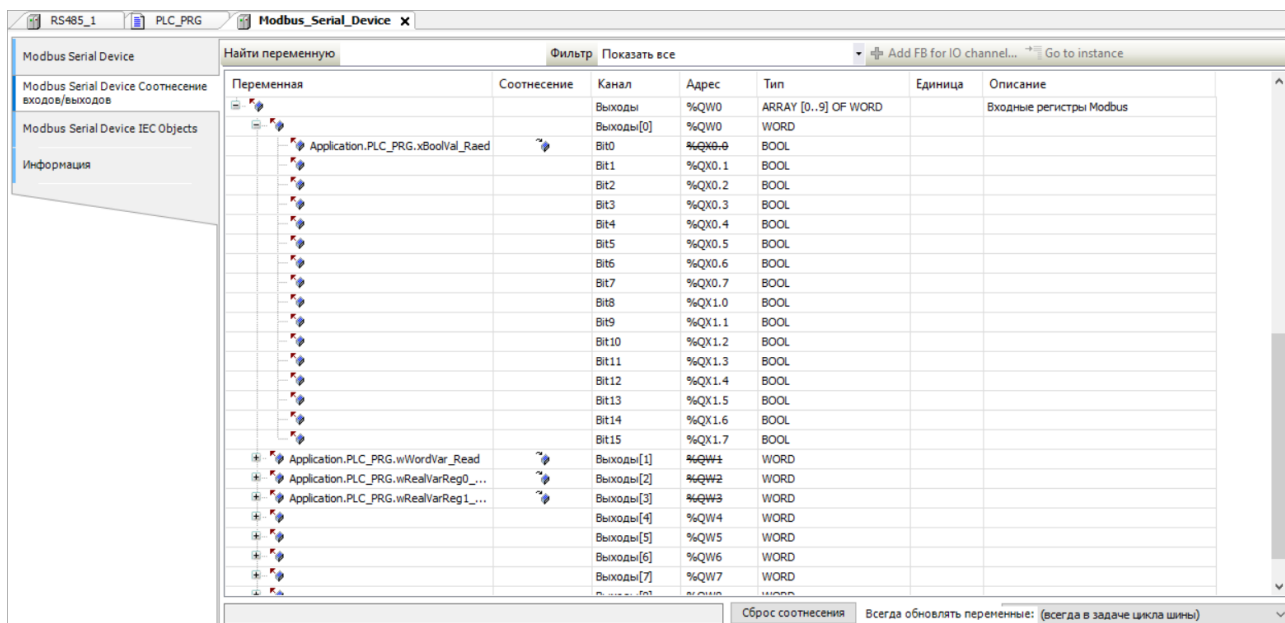 RS485_1 PLC_PRG Modbus_Serial_Device X
Modbus Serial Device
Modbus Serial Device Соотнесение входов/выходов
Modbus Serial Device IEC Objects
Информация
Найти переменную Фильтр Показать все Add FB for IO channel... Go to instance
Переменная Соотнесение Канал Адрес Тип Единица Описание
Выходы %QW0 ARRAY [0..9] OF WORD Входные регистры Modbus
Выходы[0] %QW0 WORD
Application.PLC_PRG.xBoolVal_Raed Bit0 %QX0.0 BOOL
Bit1 %QX0.1 BOOL
Bit2 %QX0.2 BOOL
Bit3 %QX0.3 BOOL
Bit4 %QX0.4 BOOL
Bit5 %QX0.5 BOOL
Bit6 %QX0.6 BOOL
Bit7 %QX0.7 BOOL
Bit8 %QX1.0 BOOL
Bit9 %QX1.1 BOOL
Bit10 %QX1.2 BOOL
Bit11 %QX1.3 BOOL
Bit12 %QX1.4 BOOL
Bit13 %QX1.5 BOOL
Bit14 %QX1.6 BOOL
Bit15 %QX1.7 BOOL
Application.PLC_PRG.wWordVar_Read Выходы[1] %QW1 WORD
Application.PLC_PRG.wRealVarReg0_... Выходы[2] %QW2 WORD
Application.PLC_PRG.wRealVarReg1_... Выходы[3] %QW3 WORD
Выходы[4] %QW4 WORD
Выходы[5] %QW5 WORD
Выходы[6] %QW6 WORD
Выходы[7] %QW7 WORD
Сброс соотнесения Всегда обновлять переменные: (всегда в задаче цикла шины)